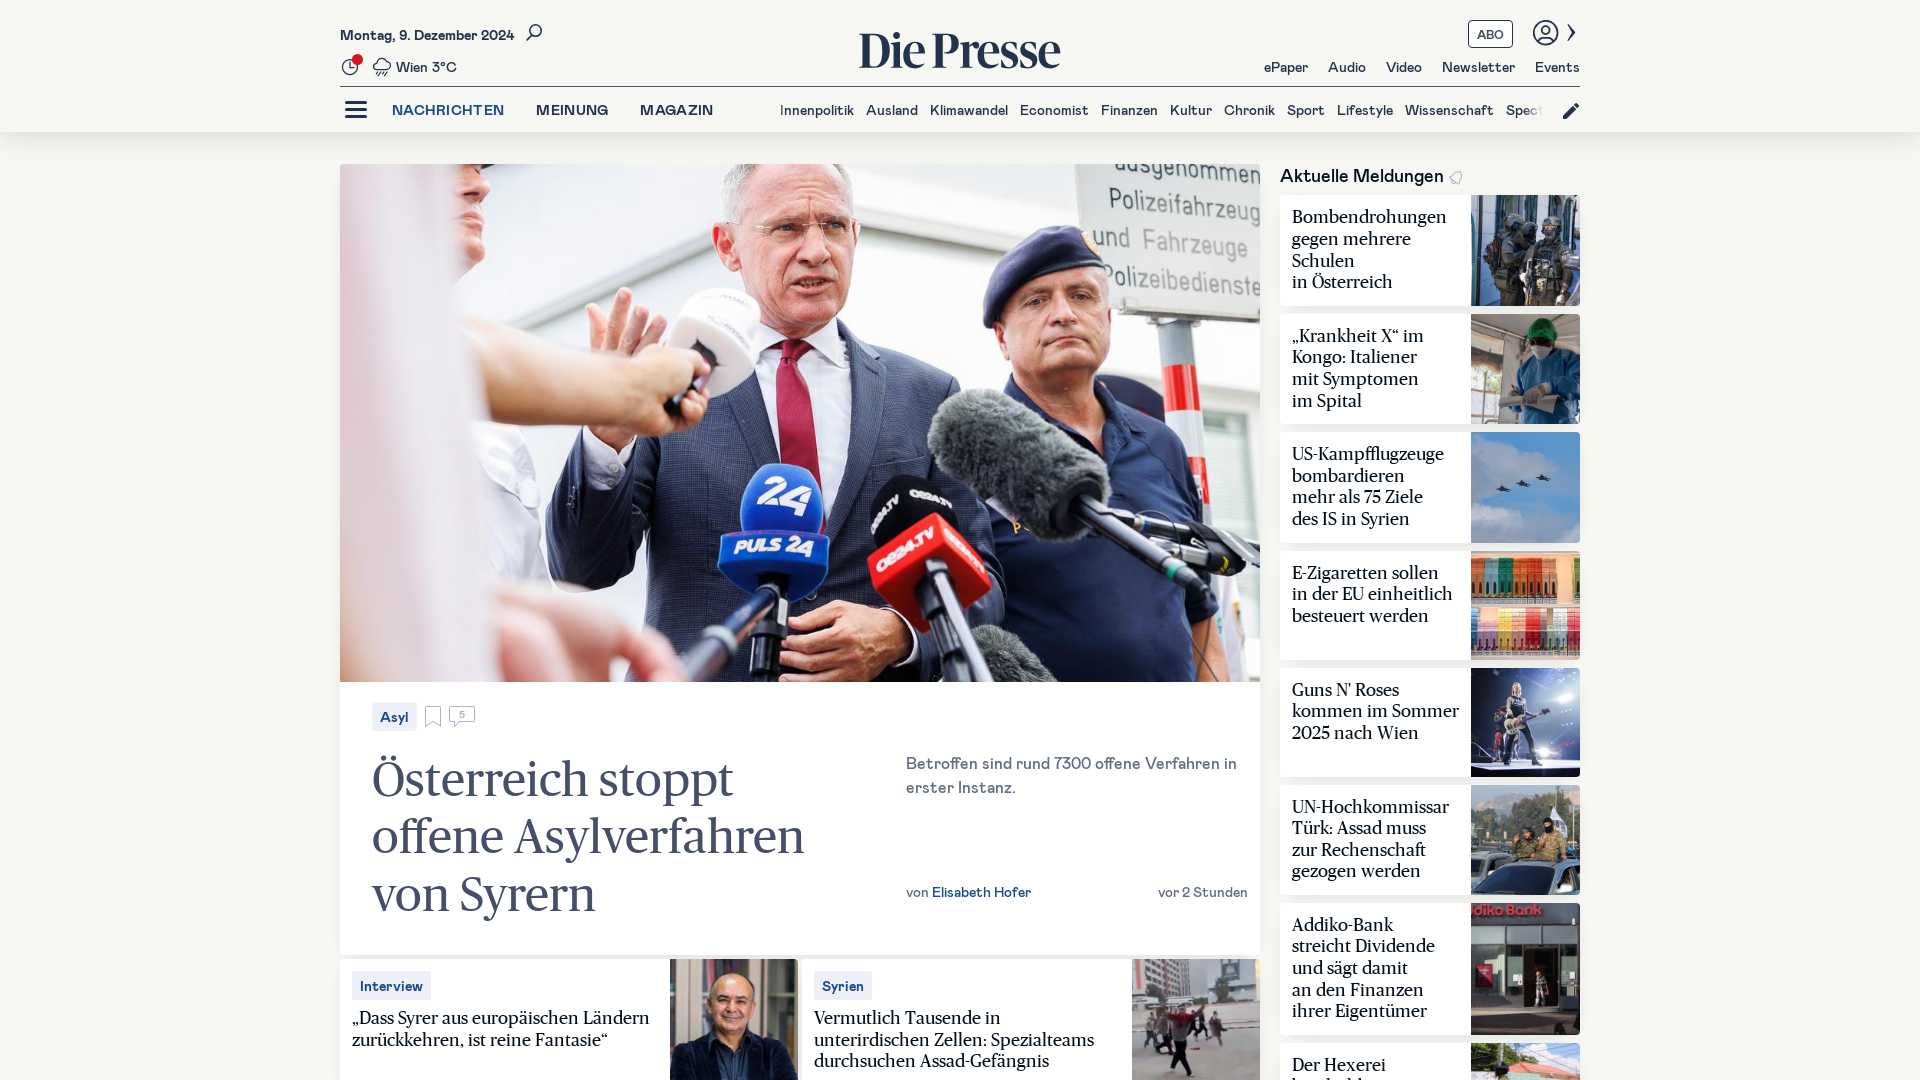 Montag, 9. Dezember 2024
Die Presse
ABO
Wien 3°C
ePaper Audio Video Newsletter Events
NACHRICHTEN MEINUNG MAGAZIN
Innenpolitik Ausland Klimawandel Economist Finanzen Kultur Chronik Sport Lifestyle Wissenschaft
ausgenommen
Polizeifahrzeug
und Fahrzeuge
Polizeibedienste
24
PULS 24
OE24.TV
OE24.TV
Asyl
5
Österreich stoppt
offene Asylverfahren
von Syrern
Betroffen sind rund 7300 offene Verfahren in
erster Instanz.
von Elisabeth Hofer
vor 2 Stunden
Interview
„Dass Syrer aus europäischen Ländern
zurückkehren, ist reine Fantasie“
Syrien
Vermutlich Tausende in
unterirdischen Zellen: Spezialteams
durchsuchen Assad-Gefängnis
Aktuelle Meldungen
Bombendrohungen
gegen mehrere
Schulen
in Österreich
„Krankheit X“ im
Kongo: Italiener
mit Symptomen
im Spital
US-Kampfflugzeuge
bombardieren
mehr als 75 Ziele
des IS in Syrien
E-Zigaretten sollen
in der EU einheitlich
besteuert werden
Guns N' Roses
kommen im Sommer
2025 nach Wien
UN-Hochkommissar
Türk: Assad muss
zur Rechenschaft
gezogen werden
Addiko-Bank
streicht Dividende
und sägt damit
an den Finanzen
ihrer Eigentümer
diko Bank
Der Hexerei